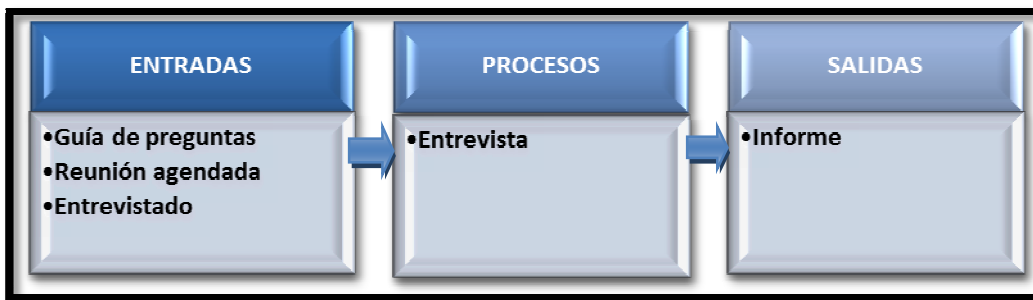 ENTRADAS
•Guía de preguntas
•Reunión agendada
•Entrevistado
PROCESOS
•Entrevista
SALIDAS
•Informe